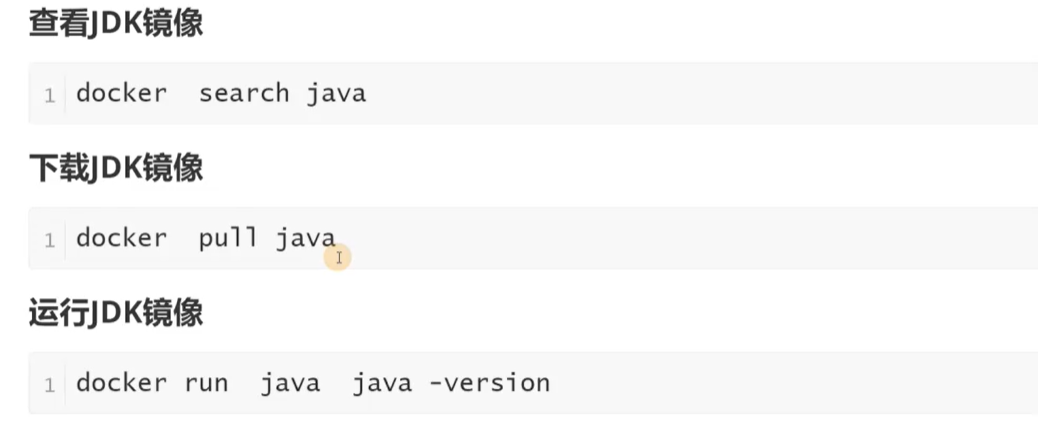 查看JDK镜像
1 docker  search java
下载JDK镜像
1 docker  pull java
运行JDK镜像
1 docker run  java  java -version